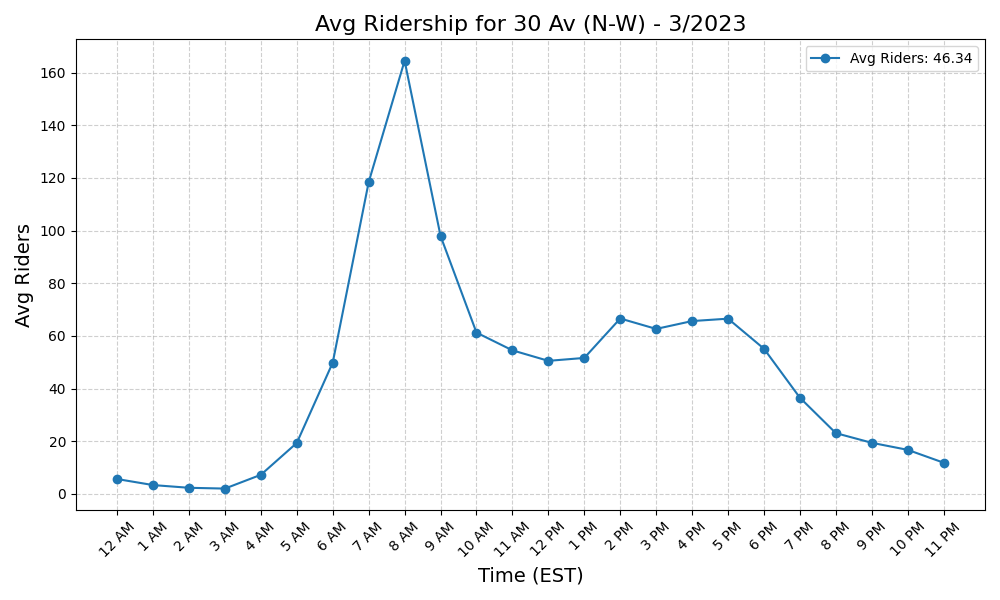 Avg Ridership for 30 Av (N-W) - 3/2023
Avg Riders: 46.34
Avg Riders
160
140
120
100
80
60
40
20
0
12 AM
1 AM
2 AM
3 AM
4 AM
5 AM
6 AM
7 AM
8 AM
9 AM
10 AM
11 AM
12 PM
1 PM
2 PM
3 PM
4 PM
5 PM
6 PM
7 PM
8 PM
9 PM
10 PM
11 PM
Time (EST)